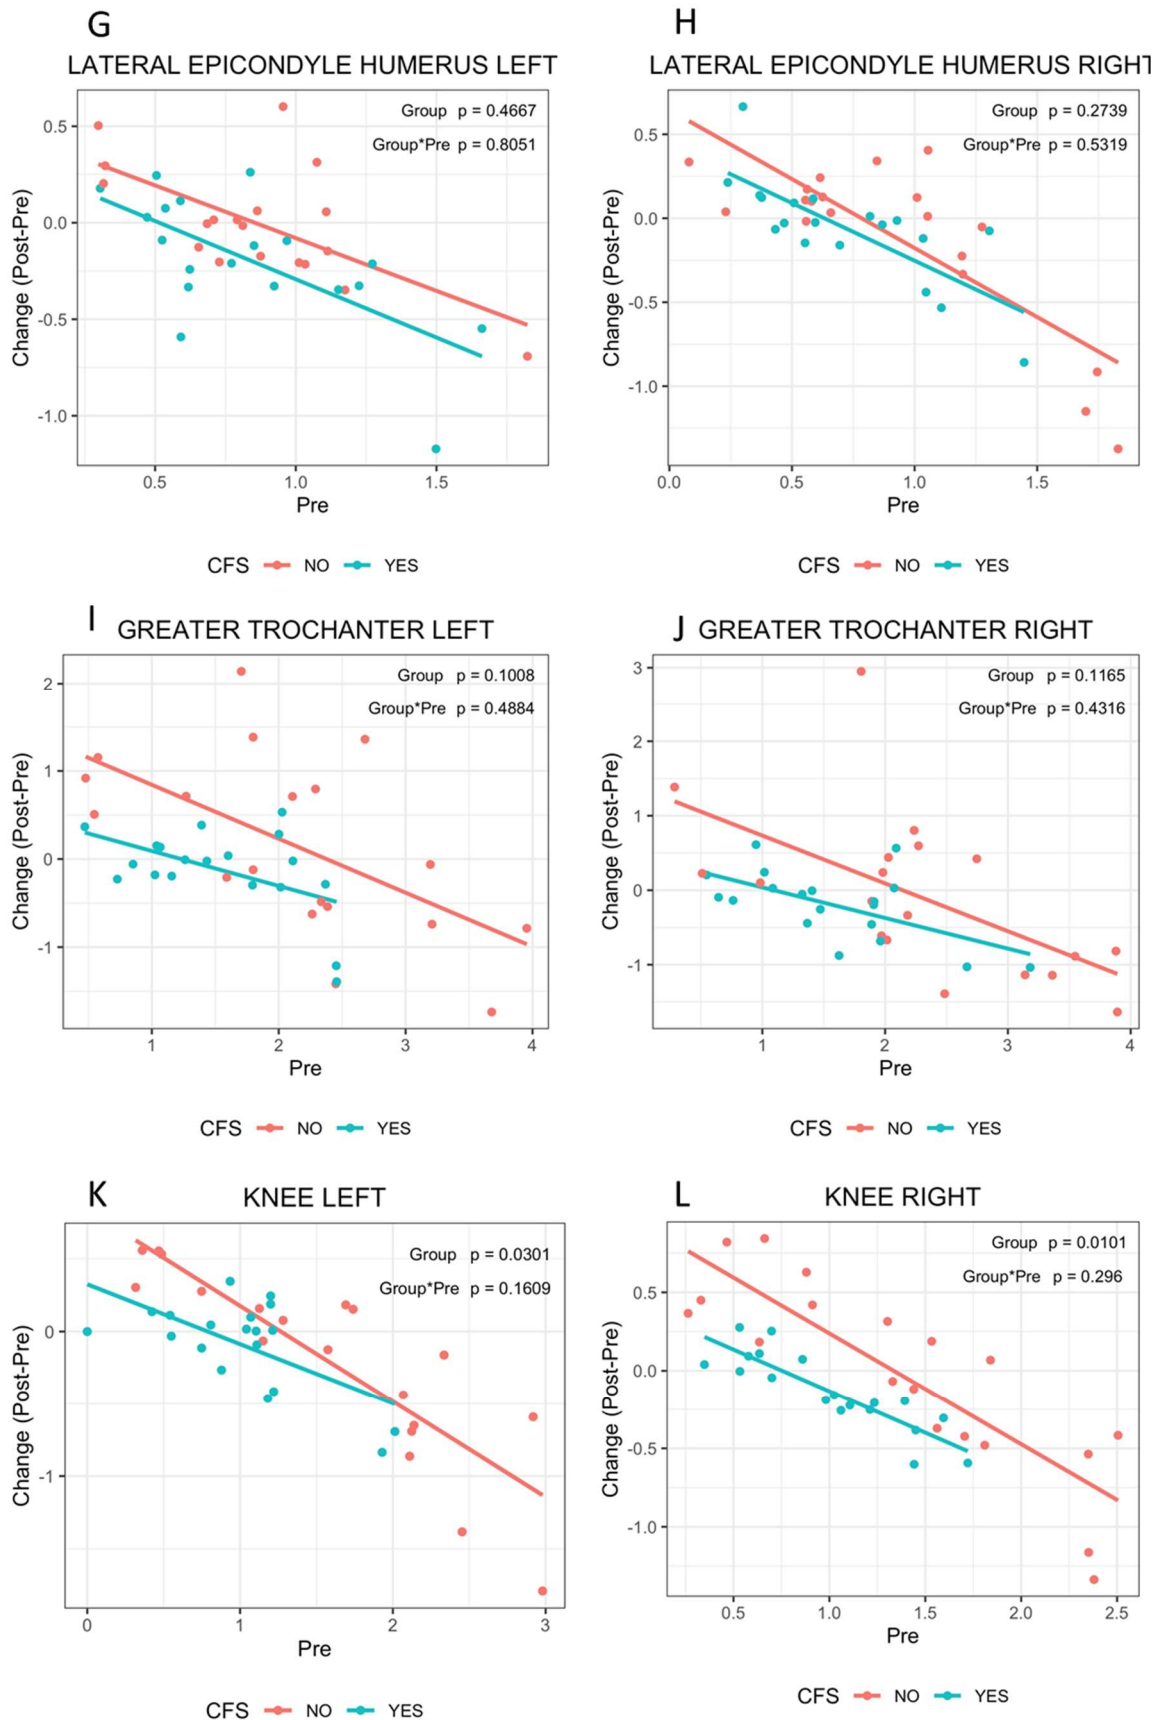 G
LATERAL EPICONDYLE HUMERUS LEFT
Group p = 0.4667
Group*Pre p = 0.8051
Change (Post-Pre)
0.5
0.0
-0.5
-1.0
0.5 1.0 1.5
Pre
CFS NO YES
H
LATERAL EPICONDYLE HUMERUS RIGHT
Group p = 0.2739
Group*Pre p = 0.5319
Change (Post-Pre)
0.5
0.0
-0.5
-1.0
0.0 0.5 1.0 1.5
Pre
CFS NO YES
I
GREATER TROCHANTER LEFT
Group p = 0.1008
Group*Pre p = 0.4884
Change (Post-Pre)
2
1
0
-1
1 2 3 4
Pre
CFS NO YES
J
GREATER TROCHANTER RIGHT
Group p = 0.1165
Group*Pre p = 0.4316
Change (Post-Pre)
3
2
1
0
-1
1 2 3 4
Pre
CFS NO YES
K
KNEE LEFT
Group p = 0.0301
Group*Pre p = 0.1609
Change (Post-Pre)
0
-1
0 1 2 3
Pre
CFS NO YES
L
KNEE RIGHT
Group p = 0.0101
Group*Pre p = 0.296
Change (Post-Pre)
0.5
0.0
-0.5
-1.0
0.5 1.0 1.5 2.0 2.5
Pre
CFS NO YES